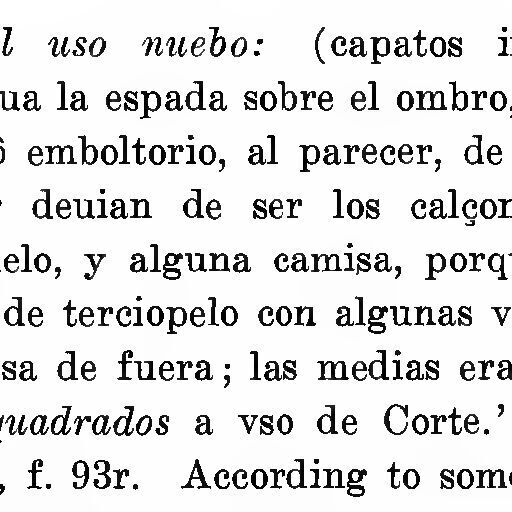 l uso nuebo: (capatos i
ua la espada sobre el ombro,
ô emboltorio, al parecer, de
deuian de ser los calçon
elo, y alguna camisa, porq
de terciopelo con algunas v
sa de fuera; las medias era
quadrados a vso de Corte.'
, f. 93r. According to som